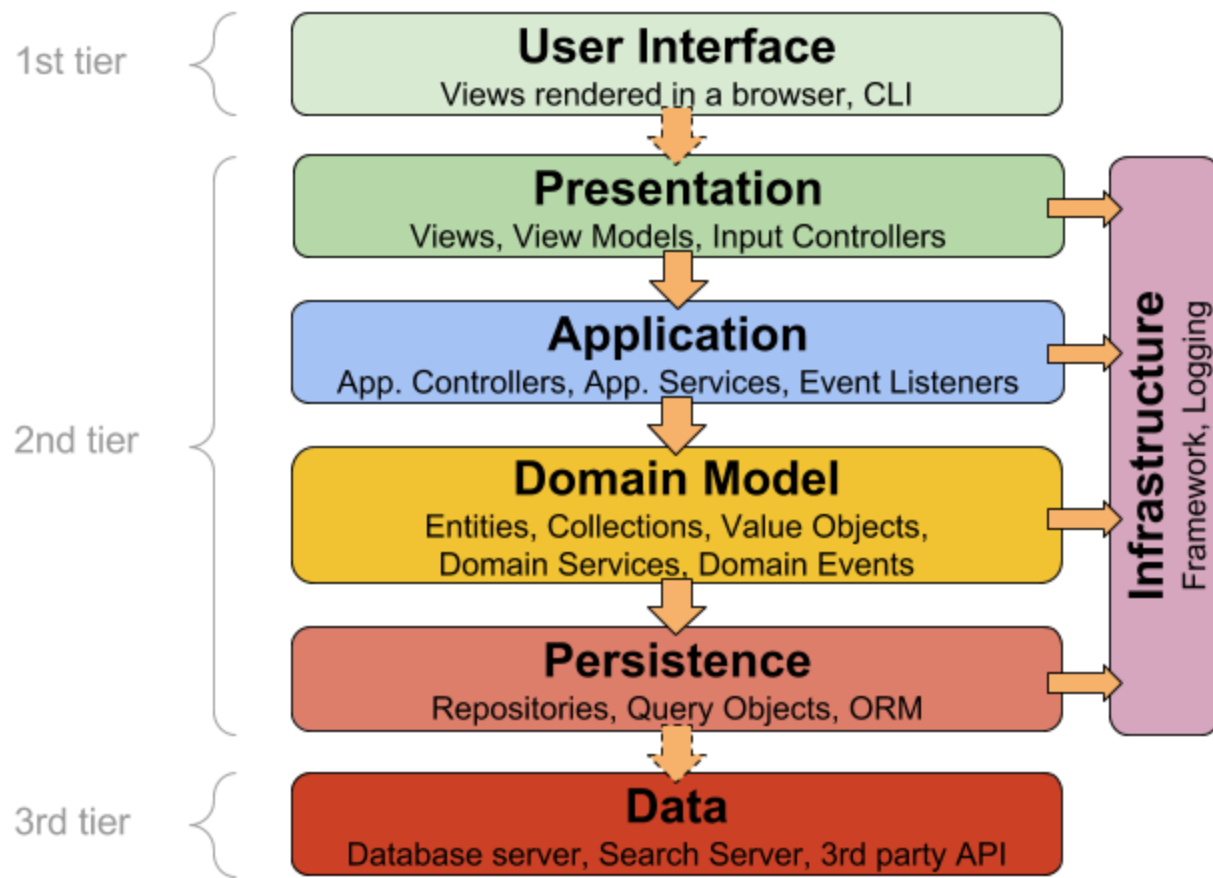 1st tier
User Interface
Views rendered in a browser, CLI
2nd tier
Presentation
Views, View Models, Input Controllers
Application
App. Controllers, App. Services, Event Listeners
Domain Model
Entities, Collections, Value Objects,
Domain Services, Domain Events
Persistence
Repositories, Query Objects, ORM
Infrastructure
Framework, Logging
3rd tier
Data
Database server, Search Server, 3rd party API